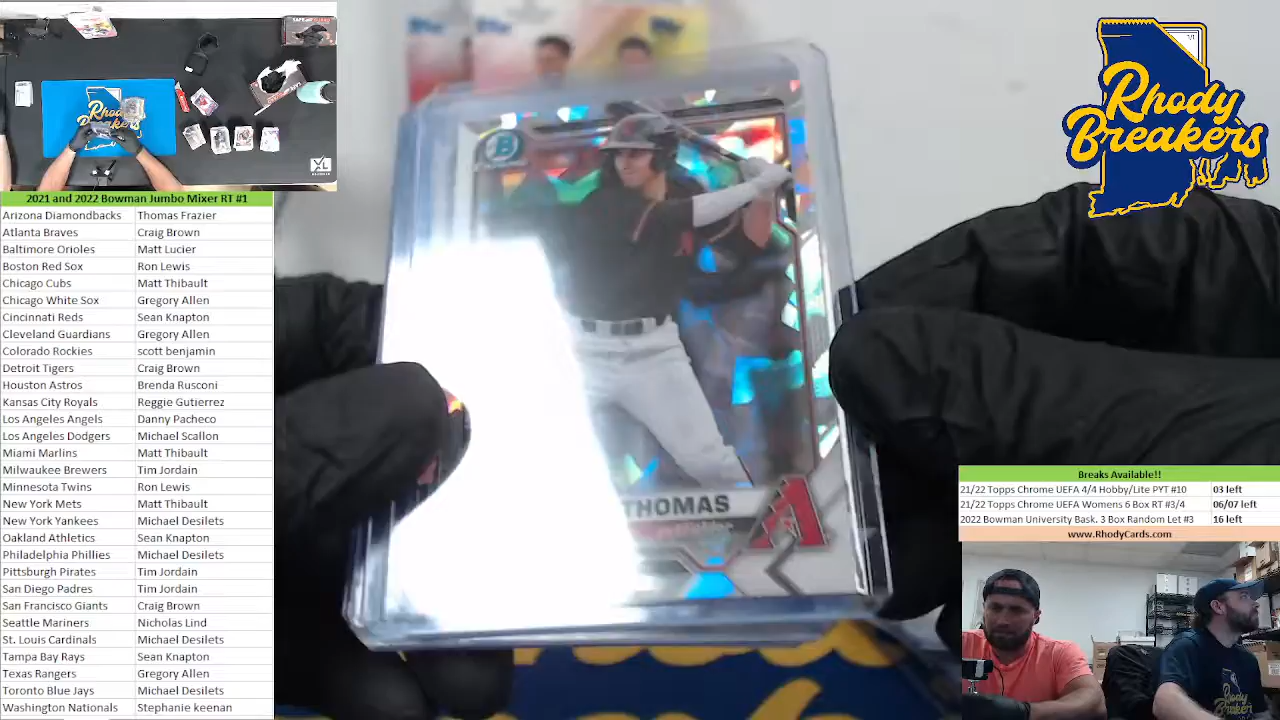 2021 and 2022 Bowman Jumbo Mixer RT #1
Arizona Diamondbacks Thomas Frazier
Atlanta Braves Craig Brown
Baltimore Orioles Matt Lucier
Boston Red Sox Ron Lewis
Chicago Cubs Matt Thibault
Chicago White Sox Gregory Allen
Cincinnati Reds Sean Knapton
Cleveland Guardians Gregory Allen
Colorado Rockies scott benjamin
Detroit Tigers Craig Brown
Houston Astros Brenda Rusconi
Kansas City Royals Reggie Gutierrez
Los Angeles Angels Danny Pacheco
Los Angeles Dodgers Michael Scallon
Miami Marlins Matt Thibault
Milwaukee Brewers Tim Jordain
Minnesota Twins Ron Lewis
New York Mets Matt Thibault
New York Yankees Michael Desilets
Oakland Athletics Sean Knapton
Philadelphia Phillies Michael Desilets
Pittsburgh Pirates Tim Jordain
San Diego Padres Tim Jordain
San Francisco Giants Craig Brown
Seattle Mariners Nicholas Lind
St. Louis Cardinals Michael Desilets
Tampa Bay Rays Sean Knapton
Texas Rangers Gregory Allen
Toronto Blue Jays Michael Desilets
Washington Nationals Stephanie keenan
B
THOMAS
1/1
Rhody
Breakers
Breaks Available!!
21/22 Topps Chrome UEFA 4/4 Hobby/Lite PYT #10 03 left
21/22 Topps Chrome UEFA Womens 6 Box RT #3/4 06/07 left
2022 Bowman University Bask. 3 Box Random Let #3 16 left
www.RhodyCards.com